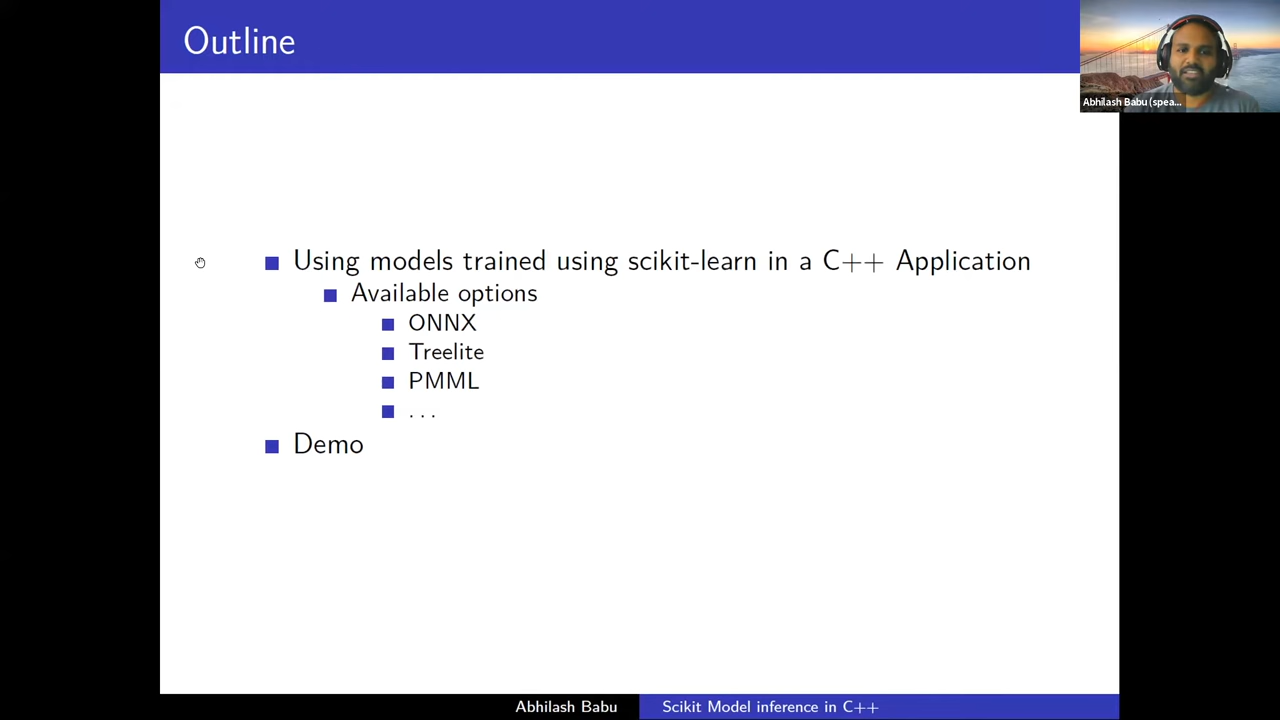 Outline
Abhilash Babu (spea...
Using models trained using scikit-learn in a C++ Application
Available options
ONNX
Treelite
PMML
...
Demo
Abhilash Babu
Scikit Model inference in C++